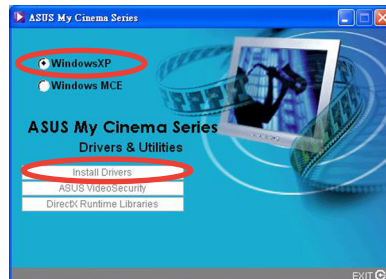 ASUS My Cinema Series
WindowsXP
Windows MCE
ASUS My Cinema Series
Drivers & Utilities
Install Drivers
ASUS VideoSecurity
DirectX Runtime Libraries
EXIT